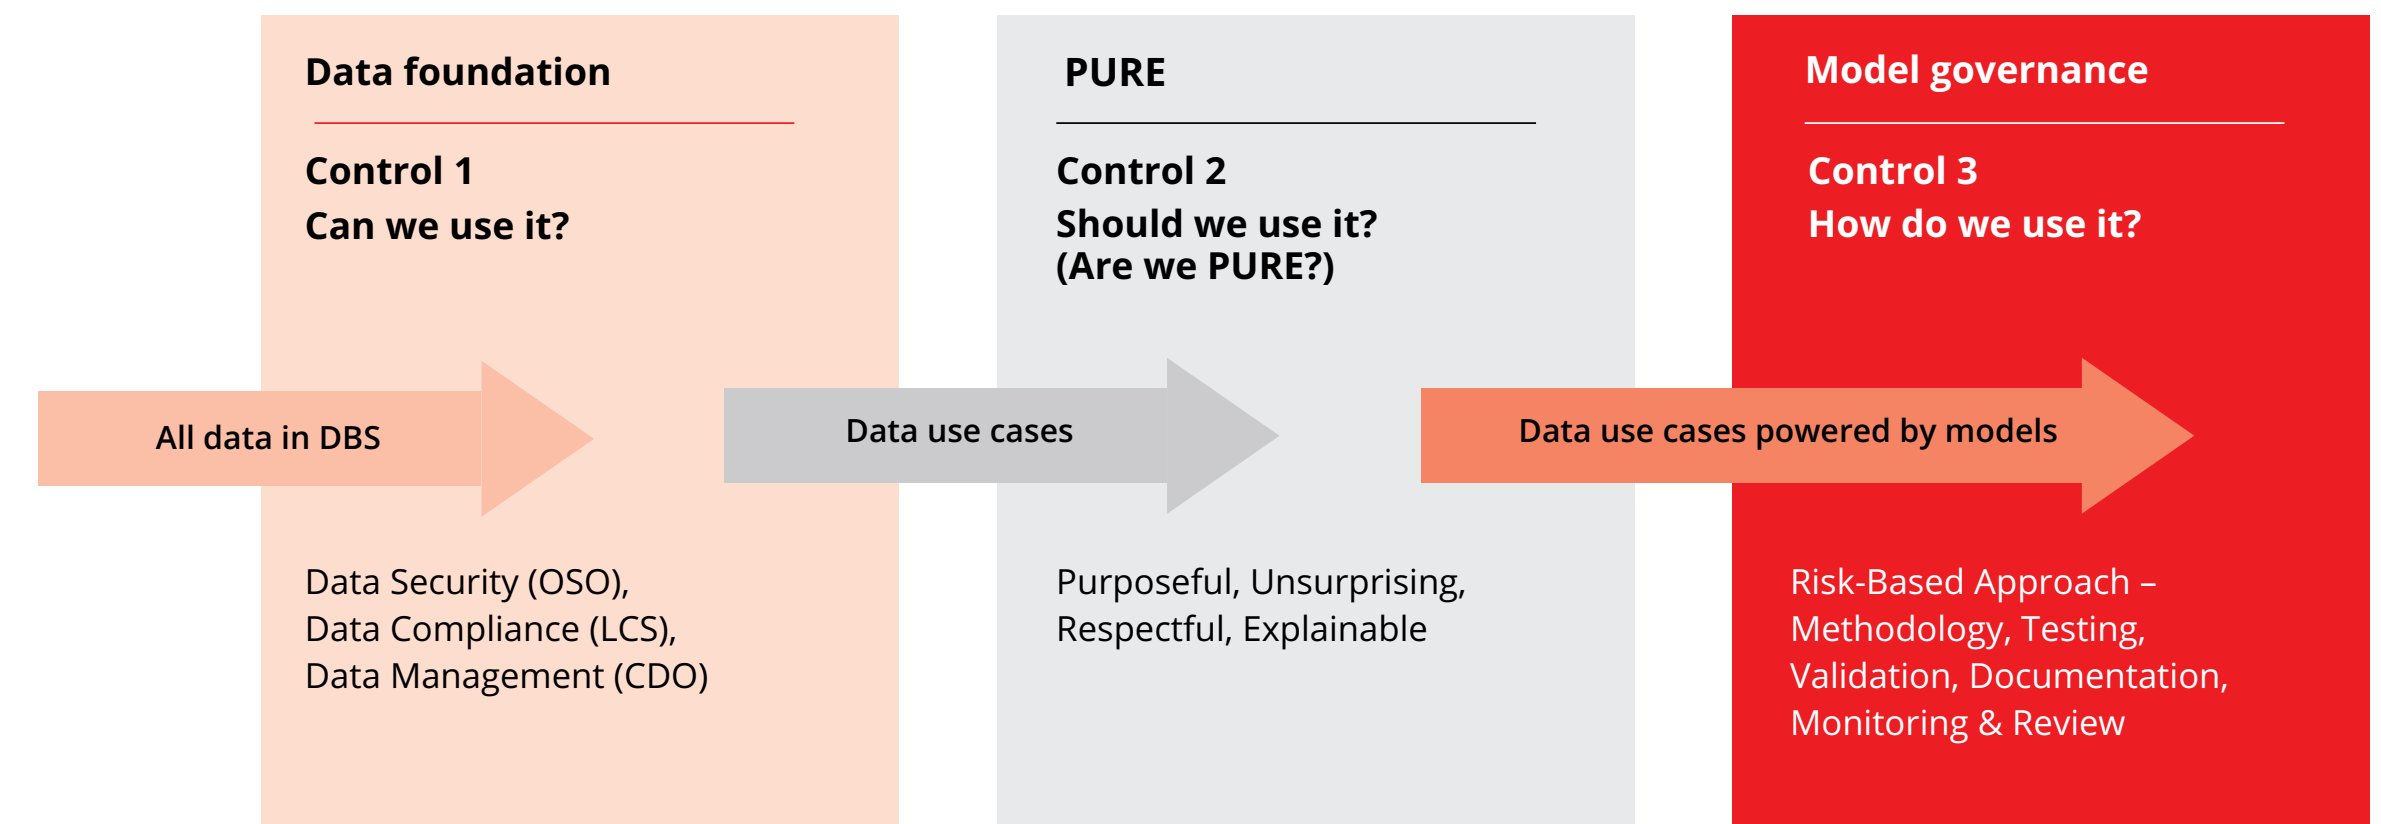 Data foundation
Control 1
Can we use it?
All data in DBS
Data Security (OSO),
Data Compliance (LCS),
Data Management (CDO)
PURE
Control 2
Should we use it?
(Are we PURE?)
Data use cases
Purposeful, Unsurprising,
Respectful, Explainable
Model governance
Control 3
How do we use it?
Data use cases powered by models
Risk-Based Approach –
Methodology, Testing,
Validation, Documentation,
Monitoring & Review